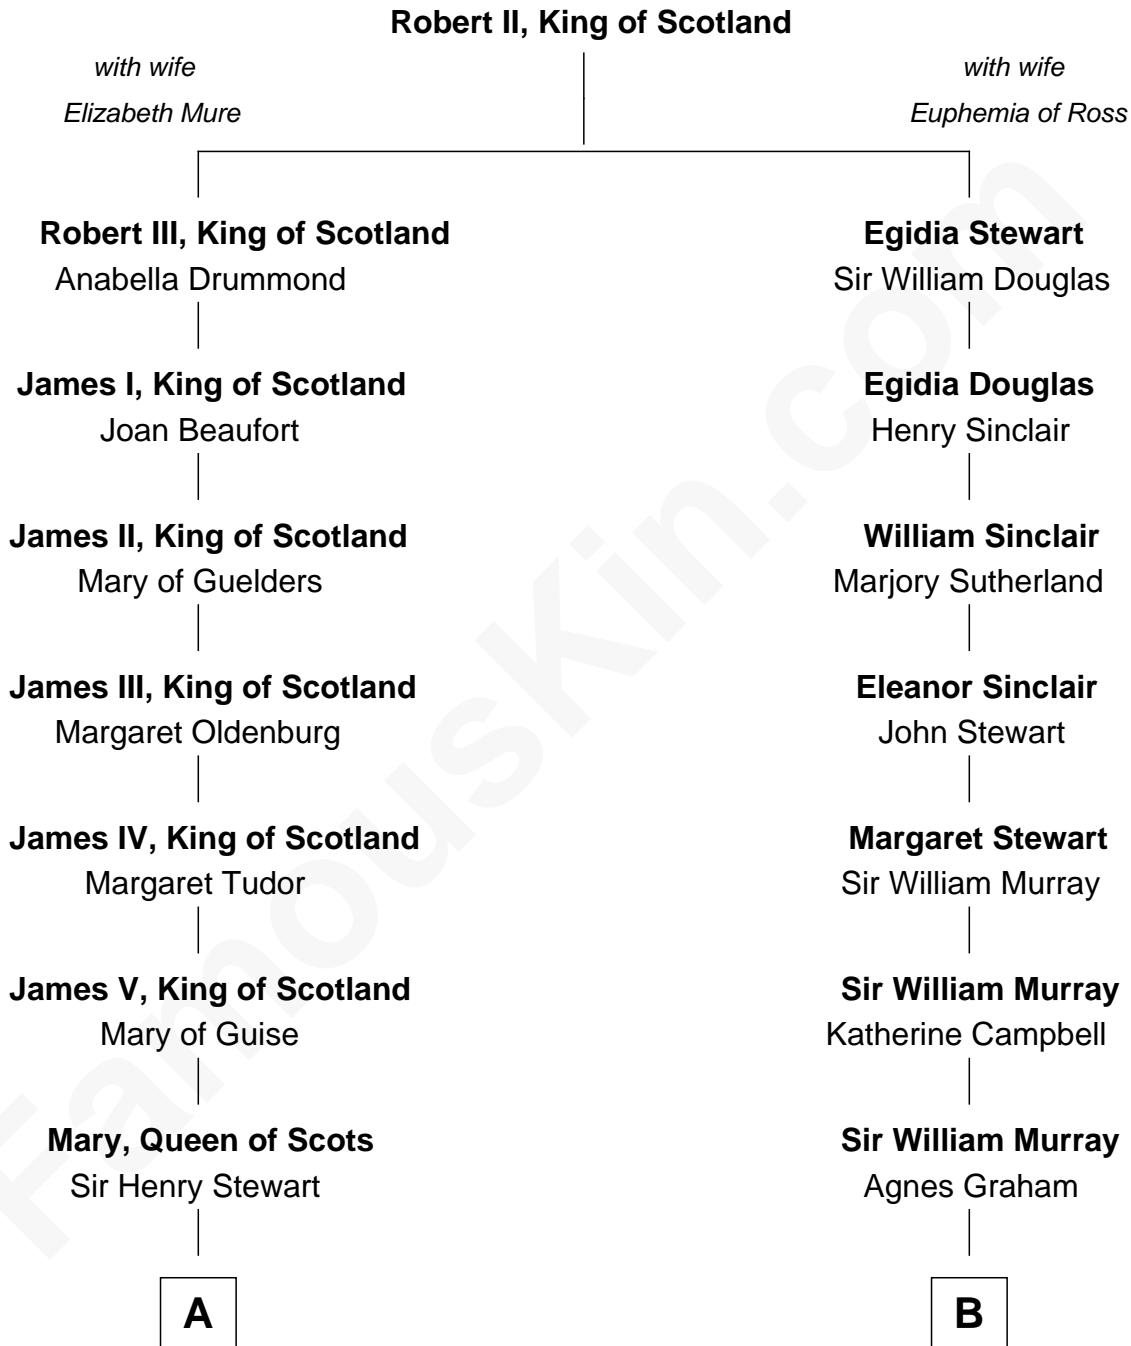 Robert II, King of Scotland
with wife
Elizabeth Mure
with wife
Euphemia of Ross
Robert III, King of Scotland
Anabella Drummond
Egidia Stewart
Sir William Douglas
James I, King of Scotland
Joan Beaufort
Egidia Douglas
Henry Sinclair
James II, King of Scotland
Mary of Guelders
William Sinclair
Marjory Sutherland
James III, King of Scotland
Margaret Oldenburg
Eleanor Sinclair
John Stewart
James IV, King of Scotland
Margaret Tudor
Margaret Stewart
Sir William Murray
James V, King of Scotland
Mary of Guise
Sir William Murray
Katherine Campbell
Mary, Queen of Scots
Sir Henry Stewart
Sir William Murray
Agnes Graham
A
B
FamousKin.com